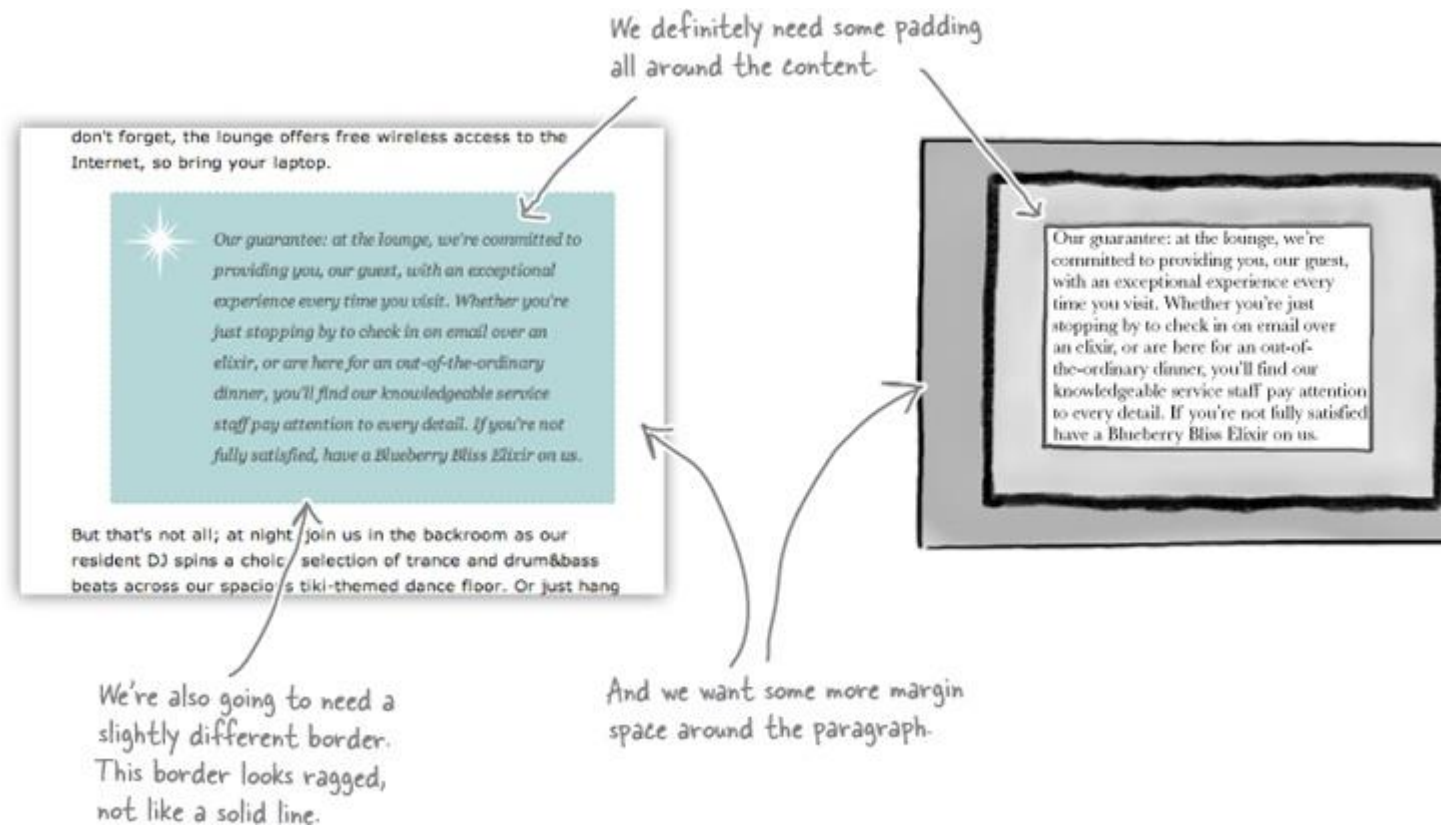 We definitely need some padding
all around the content.
don't forget, the lounge offers free wireless access to the
Internet, so bring your laptop.
Our guarantee: at the lounge, we're committed to
providing you, our guest, with an exceptional
experience every time you visit. Whether you're
just stopping by to check in on email over an
elixir, or are here for an out-of-the-ordinary
dinner, you'll find our knowledgeable service
staff pay attention to every detail. If you're not
fully satisfied, have a Blueberry Bliss Elixir on us.
But that's not all; at night, join us in the backroom as our
resident DJ spins a choice selection of trance and drum&bass
beats across our spacious tiki-themed dance floor. Or just hang
Our guarantee: at the lounge, we're
committed to providing you, our guest,
with an exceptional experience every
time you visit. Whether you're just
stopping by to check in on email over
an elixir, or are here for an out-of-
the-ordinary dinner, you'll find our
knowledgeable service staff pay attention
to every detail. If you're not fully satisfied
have a Blueberry Bliss Elixir on us.
We're also going to need a
slightly different border.
This border looks ragged,
not like a solid line.
And we want some more margin
space around the paragraph.